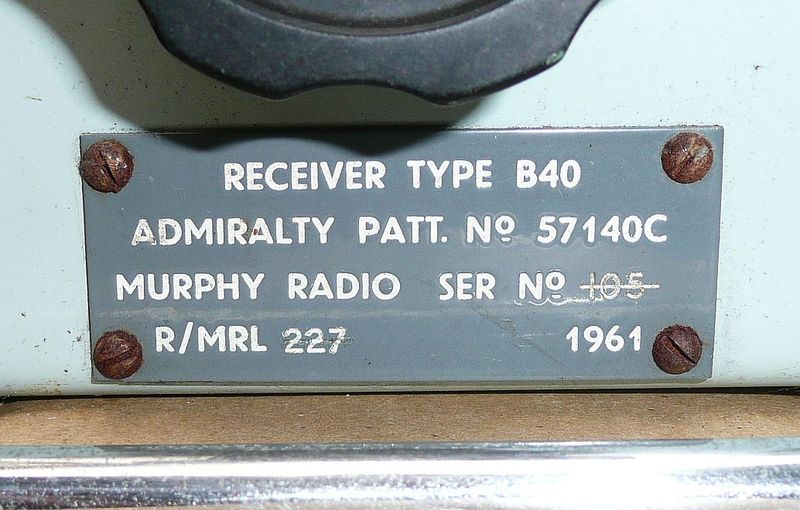 RECEIVER TYPE B40
ADMIRALTY PATT. Nº 57140C
MURPHY RADIO SER Nº 105
R/MRL 227 1961